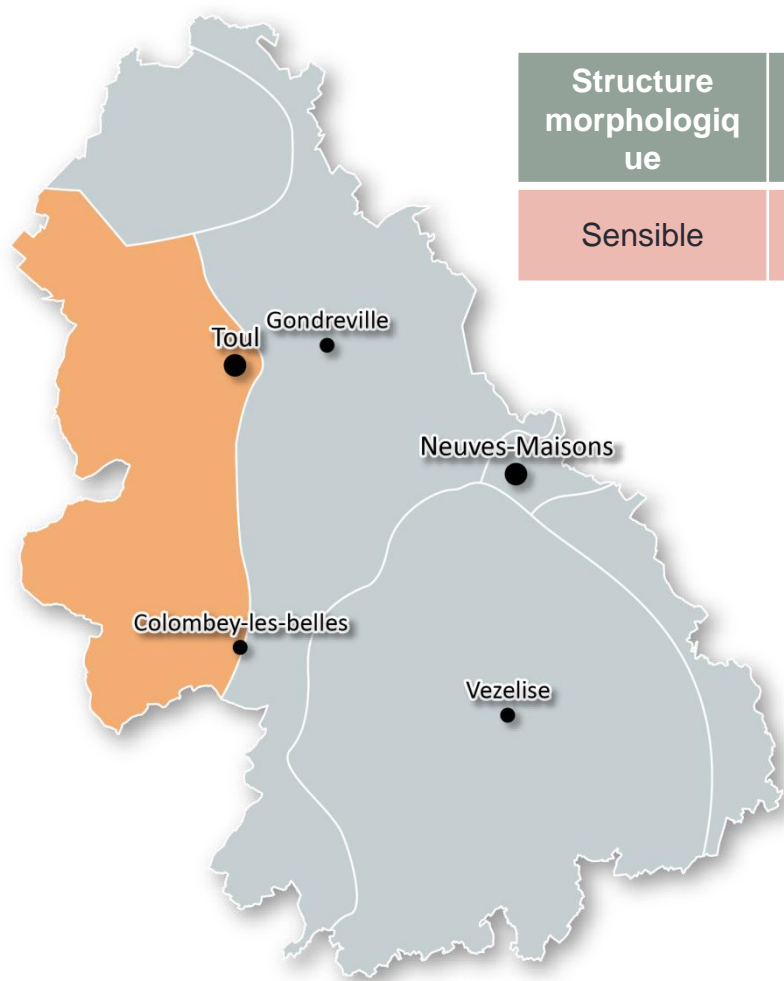 Structure
morphologiq
ue
Sensible
Gondreville
Toul
Neuves-Maisons
Colombey-les-belles
Vezelise